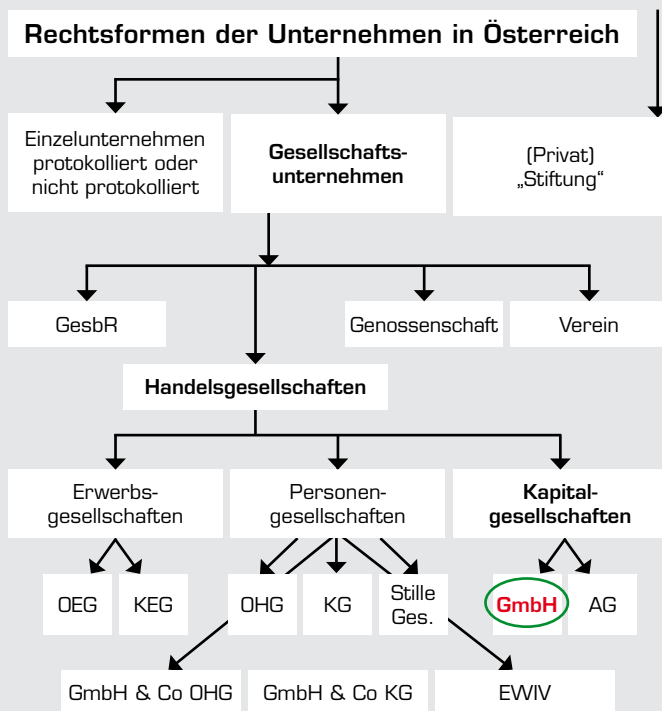 Rechtsformen der Unternehmen in Österreich
Einzelunternehmen
protokolliert oder
nicht protokolliert
Gesellschafts-
unternehmen
(Privat)
„Stiftung“
GesbR
Genossenschaft
Verein
Handelsgesellschaften
Erwerbs-
gesellschaften
Personen-
gesellschaften
Kapital-
gesellschaften
OEG
KEG
OHG
KG
Stille
Ges.
GmbH
AG
GmbH & Co OHG
GmbH & Co KG
EWIV